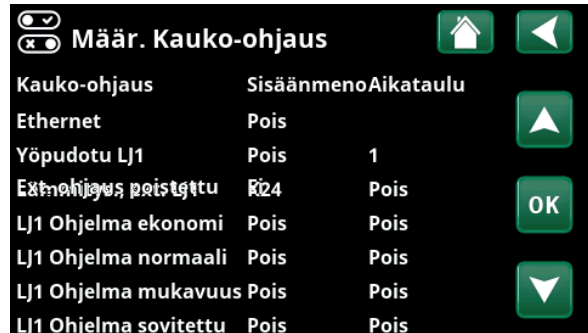 Määr. Kauko-ohjaus
Kauko-ohjaus Sisäänmeno Aikataulu
Ethernet Pois
Yöpudotu LJ1 Pois 1
Pois
LJ1 Ohjelma ekonomi Pois Pois
OK
LJ1 Ohjelma normaali Pois Pois
LJ1 Ohjelma mukavuus Pois Pois
LJ1 Ohjelma sovitettu Pois Pois